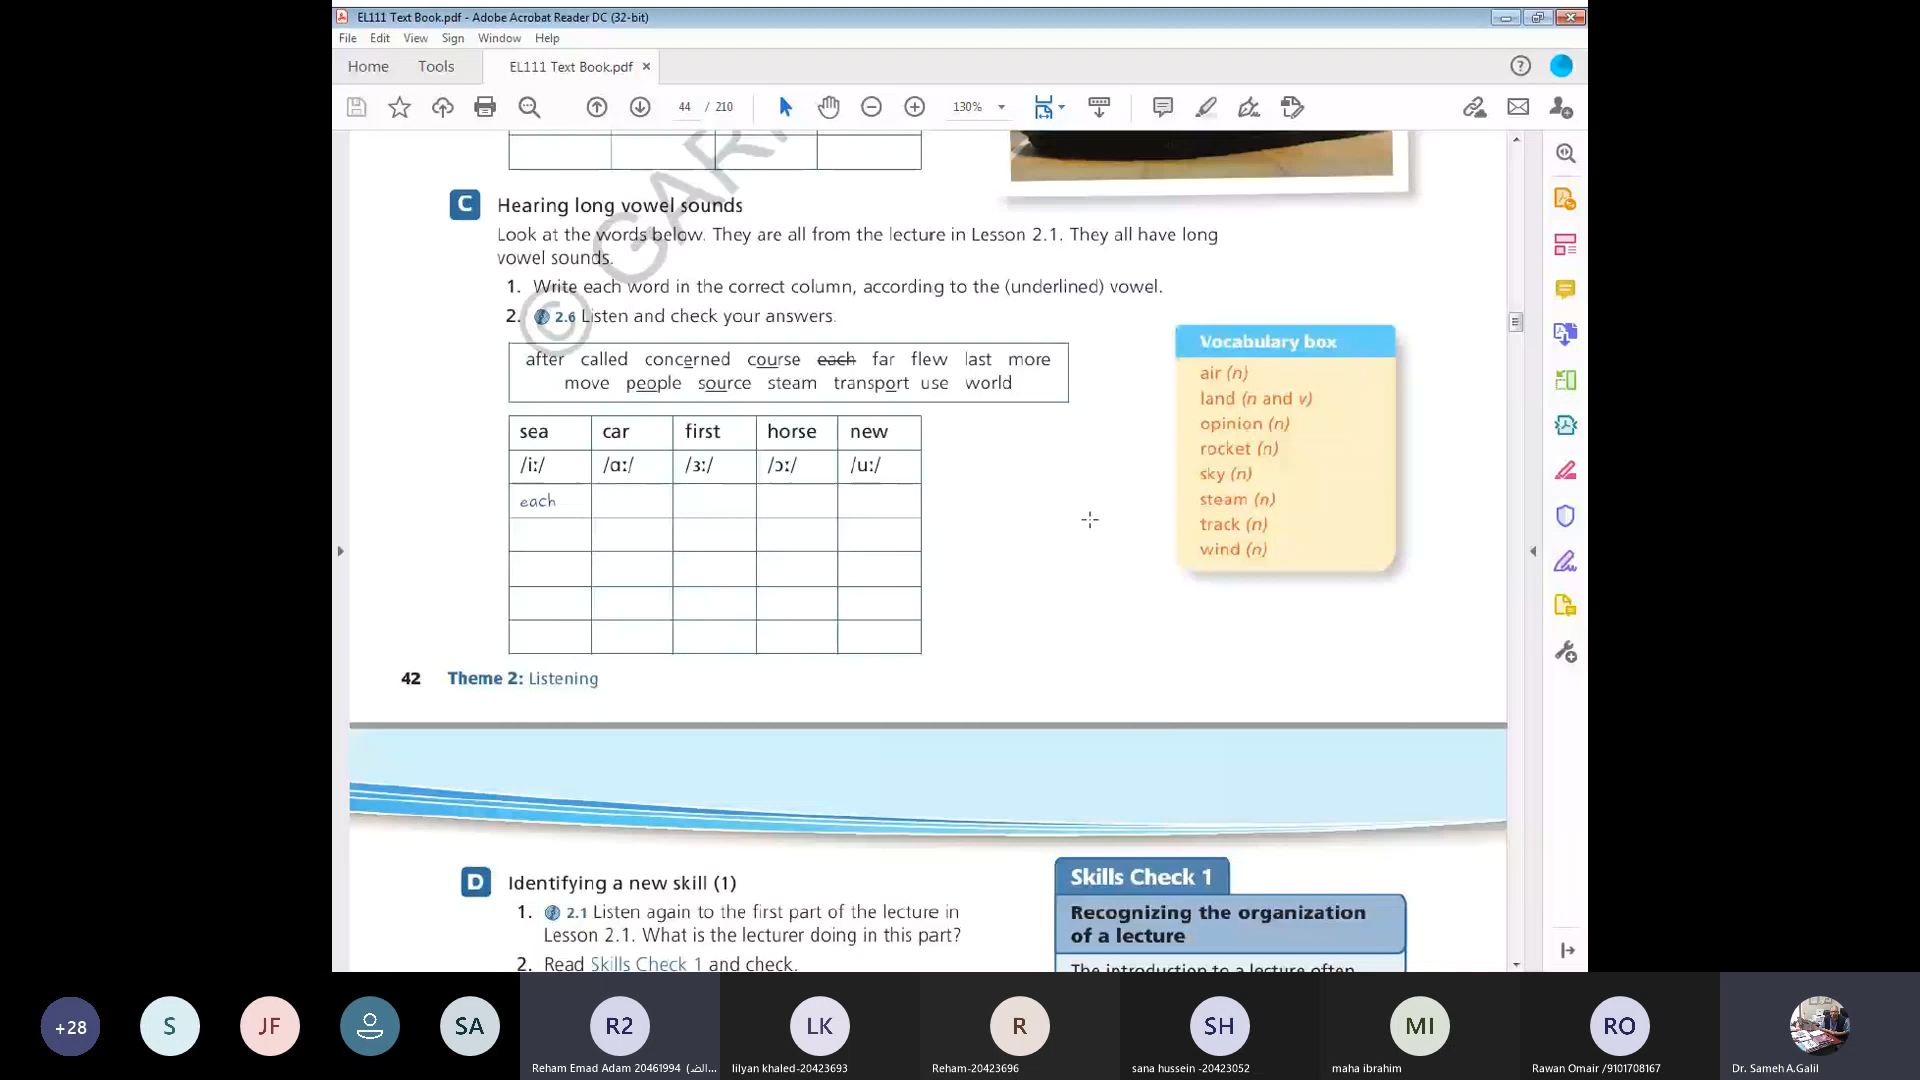 EL111 Text Book.pdf - Adobe Acrobat Reader DC (32-bit)
File Edit View Sign Window Help
Home Tools EL111 Text Book.pdf ×
44 / 210 130%
© GAR
C Hearing long vowel sounds
Look at the words below. They are all from the lecture in Lesson 2.1. They all have long
vowel sounds.
1. Write each word in the correct column, according to the (underlined) vowel.
2. 2.6 Listen and check your answers.
after called concerned course each far flew last more
move people source steam transport use world
sea car first horse new
/iː/ /ɑː/ /ɜː/ /ɔː/ /uː/
each
Vocabulary box
air (n)
land (n and v)
opinion (n)
rocket (n)
sky (n)
steam (n)
track (n)
wind (n)
42 Theme 2: Listening
D Identifying a new skill (1)
1. 2.1 Listen again to the first part of the lecture in
Lesson 2.1. What is the lecturer doing in this part?
2. Read Skills Check 1 and check.
Skills Check 1
Recognizing the organization
of a lecture
The introduction to a lecture often
+28 S JF SA R2 LK R SH MI RO
Reham Emad Adam 20461994 (الضـ... lilyan khaled-20423693 Reham-20423696 sana hussein -20423052 maha ibrahim Rawan Omair /9101708167 Dr. Sameh A.Galil